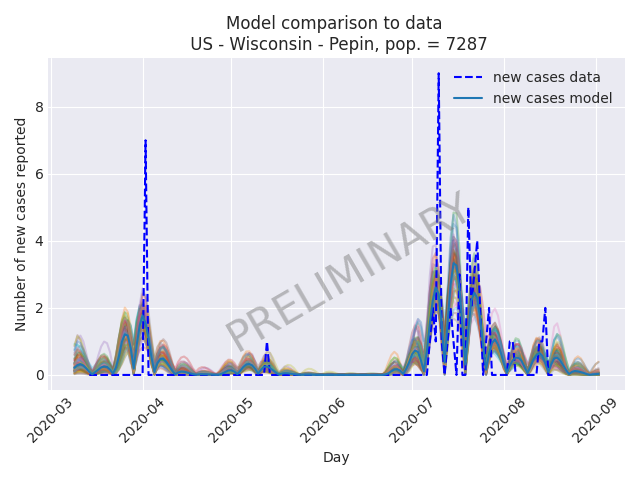 Model comparison to data
US - Wisconsin - Pepin, pop. = 7287
new cases data
new cases model
PRELIMINARY
Number of new cases reported
8
6
4
2
0
2020-03
2020-04
2020-05
2020-06
2020-07
2020-08
2020-09
Day